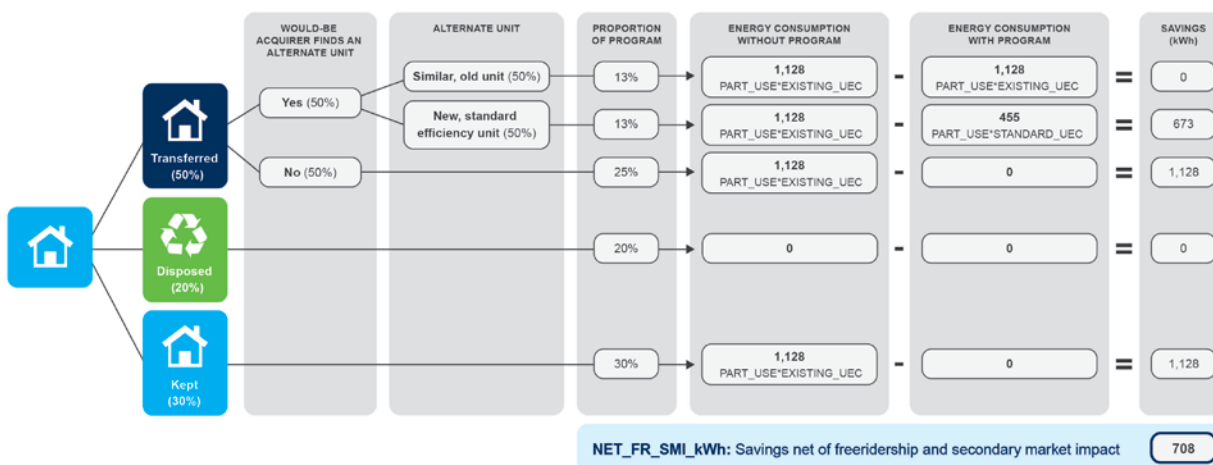 WOULD-BE
ACQUIRER FINDS AN
ALTERNATE UNIT
ALTERNATE UNIT
PROPORTION
OF PROGRAM
ENERGY CONSUMPTION
WITHOUT PROGRAM
ENERGY CONSUMPTION
WITH PROGRAM
SAVINGS
(kWh)
Transferred
(50%)
Yes (50%)
Similar, old unit (50%)
13%
1,128
PART_USE*EXISTING_UEC
-
1,128
PART_USE*EXISTING_UEC
=
0
New, standard
efficiency unit (50%)
13%
1,128
PART_USE*EXISTING_UEC
-
455
PART_USE*STANDARD_UEC
=
673
No (50%)
25%
1,128
PART_USE*EXISTING_UEC
-
0
=
1,128
Disposed
(20%)
20%
0
-
0
=
0
Kept
(30%)
30%
1,128
PART_USE*EXISTING_UEC
-
0
=
1,128
NET_FR_SMI_kWh: Savings net of freeridership and secondary market impact
708